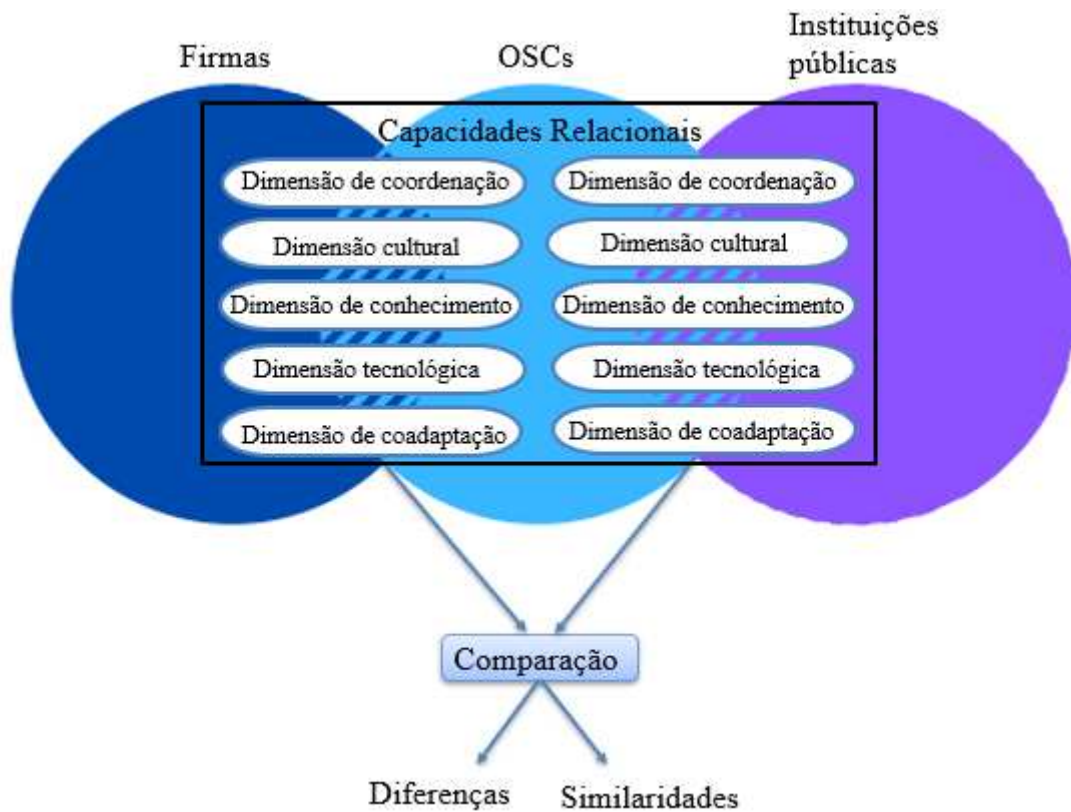 Firmas
OSCs
Instituições
públicas
Capacidades Relacionais
Dimensão de coordenação
Dimensão de coordenação
Dimensão cultural
Dimensão cultural
Dimensão de conhecimento
Dimensão de conhecimento
Dimensão tecnológica
Dimensão tecnológica
Dimensão de coadaptação
Dimensão de coadaptação
Comparação
Diferenças
Similaridades